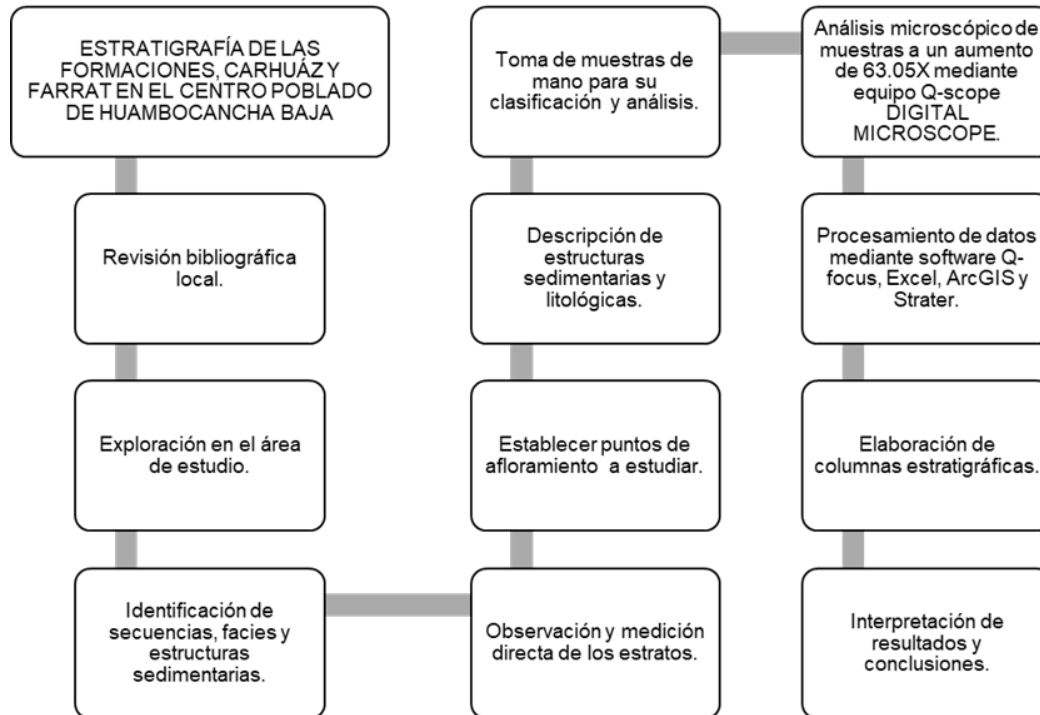 ESTRATIGRAFÍA DE LAS
FORMACIONES, CARHUÁZ Y
FARRAT EN EL CENTRO POBLADO
DE HUAMBOCANCHA BAJA
Revisión bibliográfica
local.
Exploración en el área
de estudio.
Identificación de
secuencias, facies y
estructuras
sedimentarias.
Observación y medición
directa de los estratos.
Establecer puntos de
afloramiento a estudiar.
Descripción de
estructuras
sedimentarias y
litológicas.
Toma de muestras de
mano para su
clasificación y análisis.
Análisis microscópico de
muestras a un aumento
de 63.05X mediante
equipo Q-scope
DIGITAL
MICROSCOPE.
Procesamiento de datos
mediante software Q-
focus, Excel, ArcGIS y
Strater.
Elaboración de
columnas estratigráficas.
Interpretación de
resultados y
conclusiones.